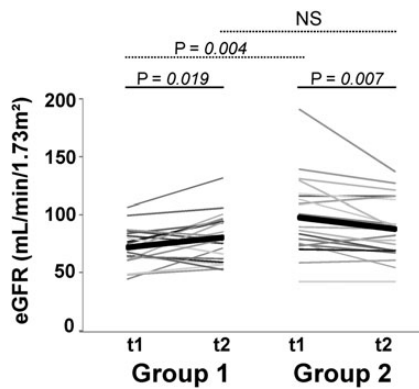 NS
P = 0.004
P = 0.019 P = 0.007
eGFR (mL/min/1.73m²)
200
150
100
50
0
t1 t2 t1 t2
Group 1 Group 2